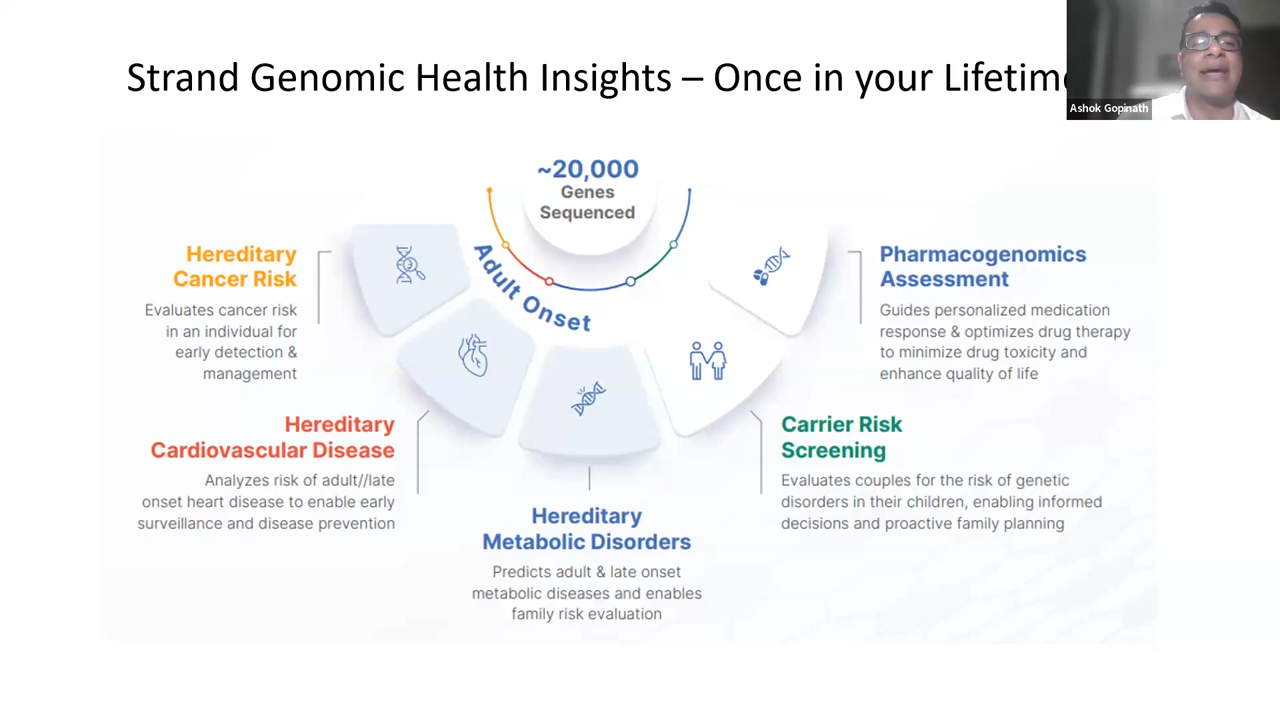 Strand Genomic Health Insights – Once in your Lifetime
Ashok Gopinath
~20,000
Genes
Sequenced
Adult Onset
Hereditary
Cancer Risk
Evaluates cancer risk
in an individual for
early detection &
management
Hereditary
Cardiovascular Disease
Analyzes risk of adult//late
onset heart disease to enable early
surveillance and disease prevention
Hereditary
Metabolic Disorders
Predicts adult & late onset
metabolic diseases and enables
family risk evaluation
Carrier Risk
Screening
Evaluates couples for the risk of genetic
disorders in their children, enabling informed
decisions and proactive family planning
Pharmacogenomics
Assessment
Guides personalized medication
response & optimizes drug therapy
to minimize drug toxicity and
enhance quality of life